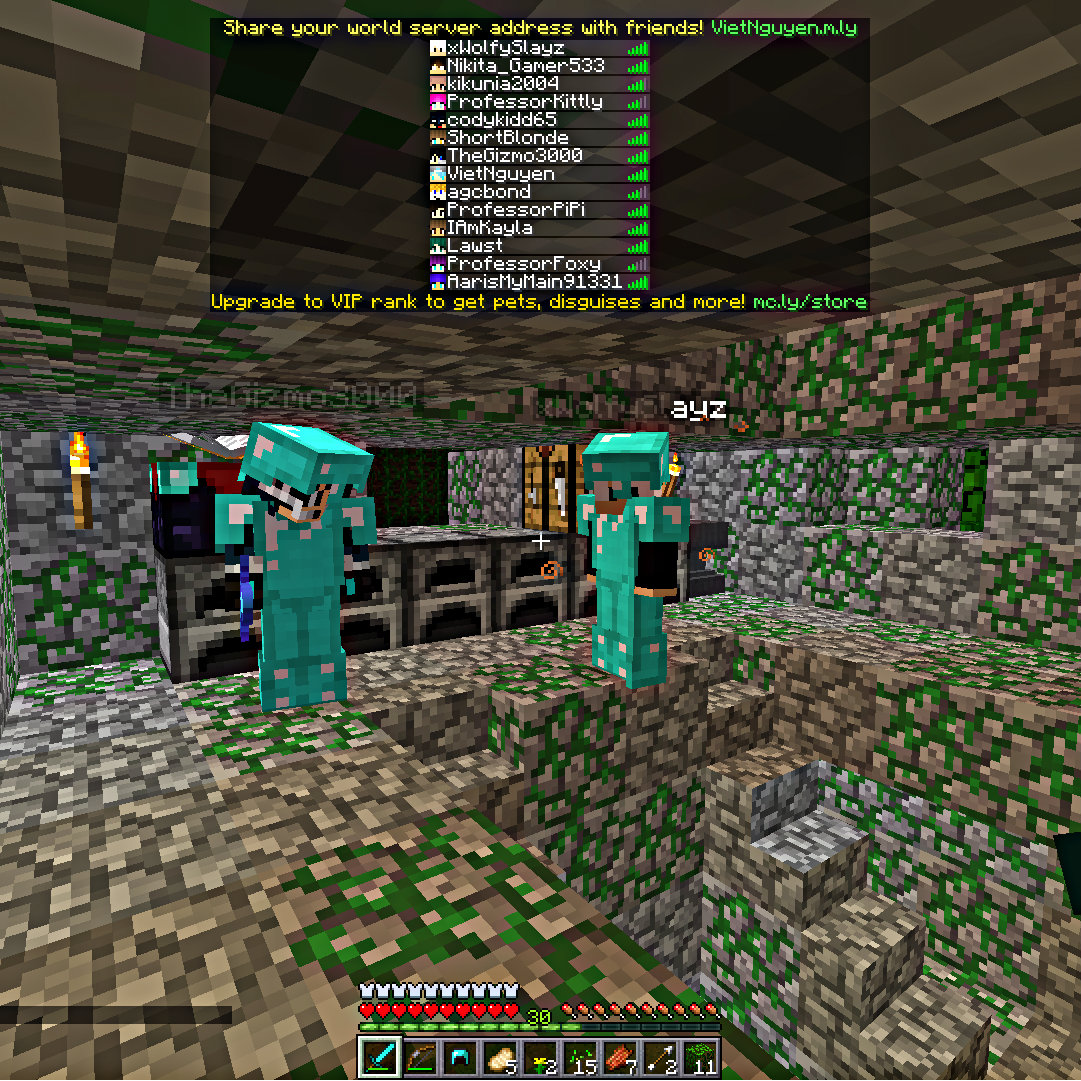 Share your world server address with friends! VietNguyen.m.ly
xWolfySlayz
Nikita_Gamer533
kikunia2004
ProfessorKittly
codykidd65
ShortBlonde
TheGizmo3000
VietNguyen
agcbond
ProfessorPiPi
IAmKayla
Lawst
ProfessorFoxy
AarisMyMain91331
Upgrade to VIP rank to get pets, disguises and more! mc.ly/store
TheGizmo3000
xWolfySlayz
30
5
2
15
7
2
11